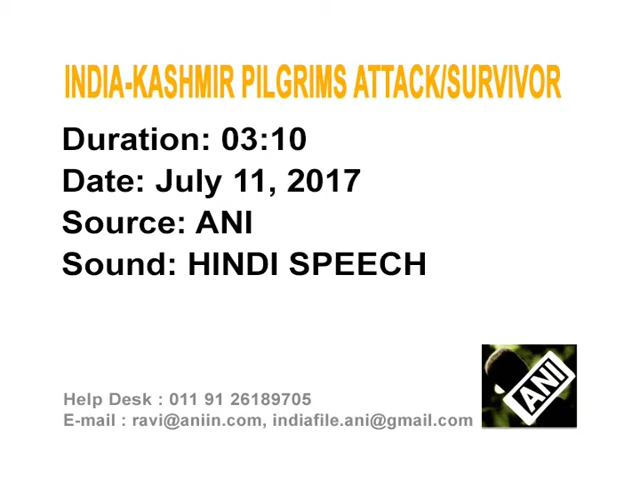 INDIA-KASHMIR PILGRIMS ATTACK/SURVIVOR
Duration: 03:10
Date: July 11, 2017
Source: ANI
Sound: HINDI SPEECH
Help Desk : 011 91 26189705
E-mail : ravi@aniin.com, indiafile.ani@gmail.com
ANI